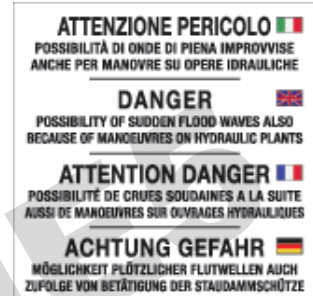 ATTENZIONE PERICOLO
POSSIBILITÀ DI ONDE DI PIENA IMPROVVISE
ANCHE PER MANOVRE SU OPERE IDRAULICHE
DANGER
POSSIBILITY OF SUDDEN FLOOD WAVES ALSO
BECAUSE OF MANOEUVRES ON HYDRAULIC PLANTS
ATTENTION DANGER
POSSIBILITÉ DE CRUES SOUDAINES A LA SUITE
AUSSI DE MANOEUVRES SUR OUVRAGES HYDRAULIQUES
ACHTUNG GEFAHR
MÖGLICHKEIT PLÖTZLICHER FLUTWELLEN AUCH
ZUFOLGE VON BETÄTIGUNG DER STAUDAMMSCHÜTZE